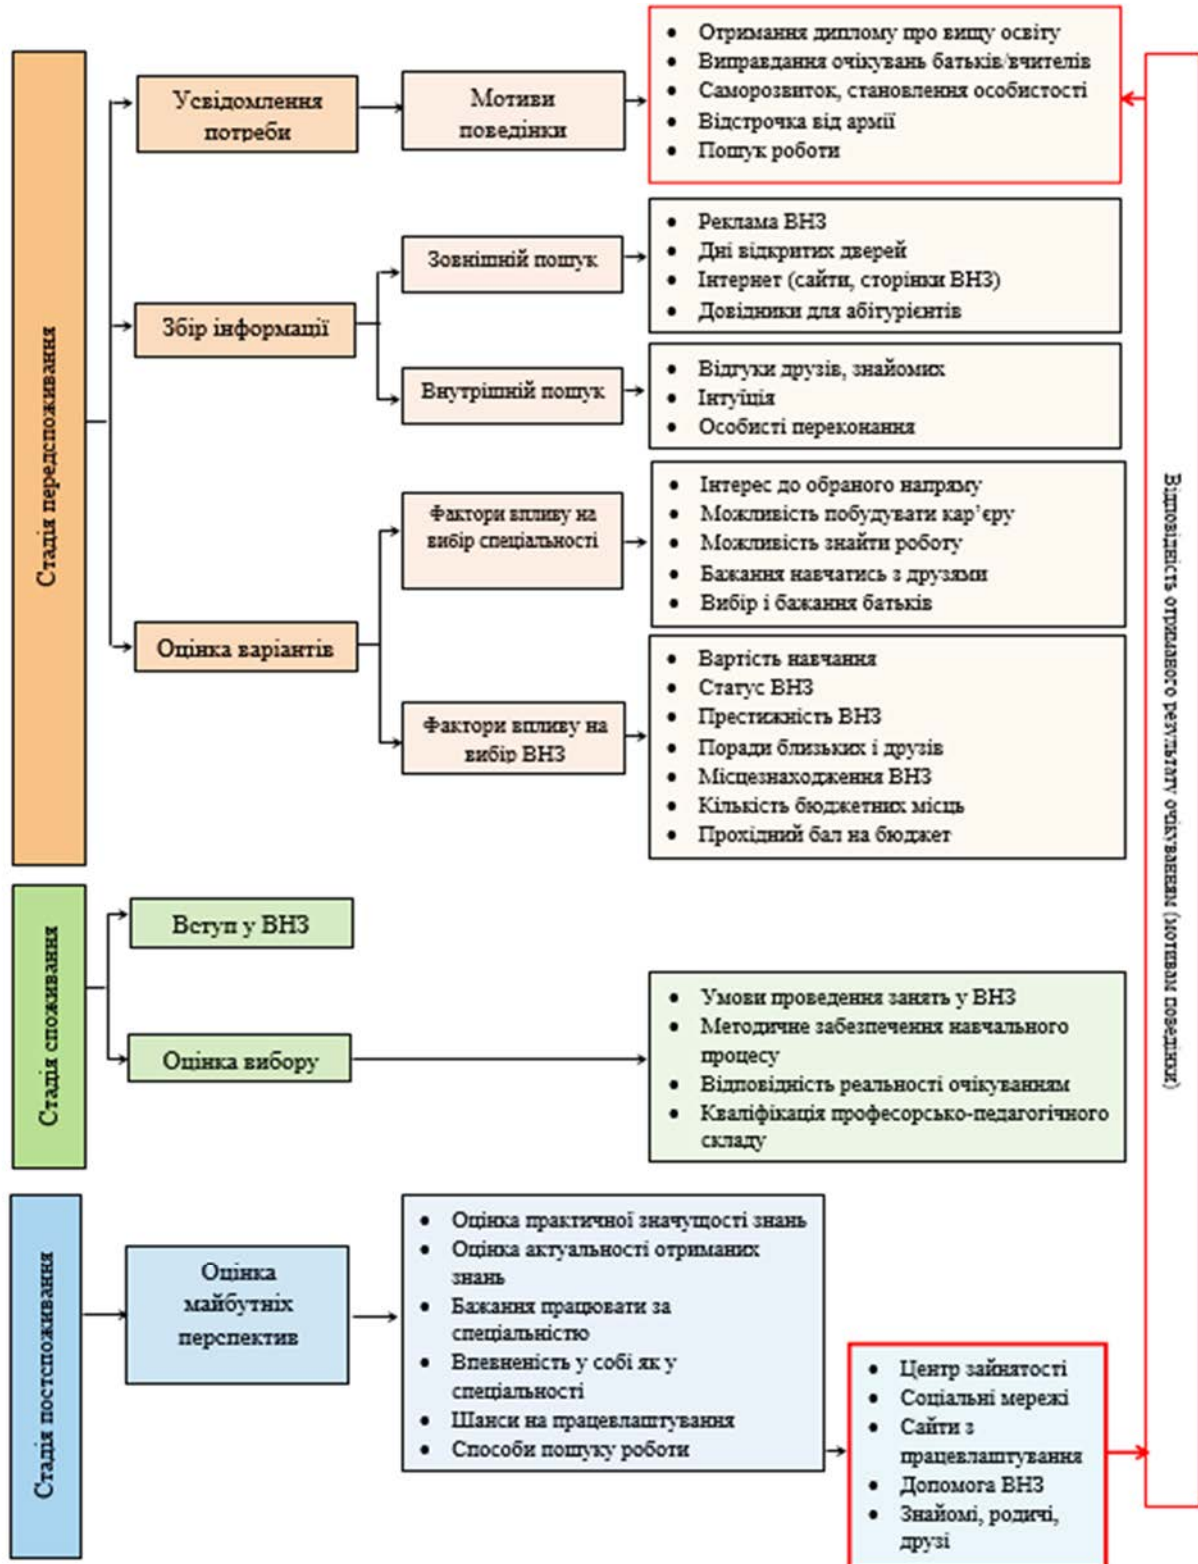 Стадія передспоживання
Усвідомлення
потреби
Мотиви
поведінки
• Отримання диплому про вищу освіту
• Виправдання очікувань батьків/вчителів
• Саморозвиток, становлення особистості
• Відстрочка від армії
• Пошук роботи
Збір інформації
Зовнішній пошук
• Реклама ВНЗ
• Дні відкритих дверей
• Інтернет (сайти, сторінки ВНЗ)
• Довідники для абітурієнтів
Внутрішній пошук
• Відгуки друзів, знайомих
• Інтуїція
• Особисті переконання
Оцінка варіантів
Фактори впливу на
вибір спеціальності
• Інтерес до обраного напряму
• Можливість побудувати кар’єру
• Можливість знайти роботу
• Бажання навчатись з друзями
• Вибір і бажання батьків
Фактори впливу на
вибір ВНЗ
• Вартість навчання
• Статус ВНЗ
• Престижність ВНЗ
• Поради близьких і друзів
• Місцезнаходження ВНЗ
• Кількість бюджетних місць
• Прохідний бал на бюджет
Стадія споживання
Вступ у ВНЗ
Оцінка вибору
• Умови проведення занять у ВНЗ
• Методичне забезпечення навчального
процесу
• Відповідність реальності очікуванням
• Кваліфікація професорсько-педагогічного
складу
Стадія постспоживання
Оцінка
майбутніх
перспектив
• Оцінка практичної значущості знань
• Оцінка актуальності отриманих
знань
• Бажання працювати за
спеціальністю
• Впевненість у собі як у
спеціальності
• Шанси на працевлаштування
• Способи пошуку роботи
• Центр зайнятості
• Соціальні мережі
• Сайти з
працевлаштування
• Допомога ВНЗ
• Знайомі, родичі,
друзі
Відповідність отриманого результату очікуванням (мотивам поведінки)